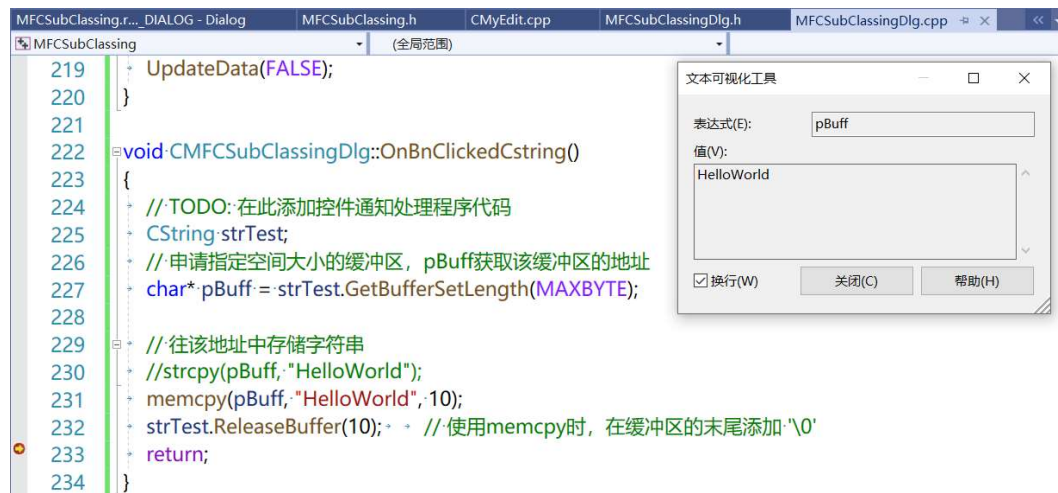 MFCSubClassing.r..._DIALOG - Dialog MFCSubClassing.h CMyEdit.cpp MFCSubClassingDlg.h MFCSubClassingDlg.cpp
MFCSubClassing (全局范围)
219 UpdateData(FALSE);
220 }
221
222 void CMFCSubClassingDlg::OnBnClickedCstring()
223 {
224 // TODO: 在此添加控件通知处理程序代码
225 CString strTest;
226 // 申请指定空间大小的缓冲区，pBuff获取该缓冲区的地址
227 char* pBuff = strTest.GetBufferSetLength(MAXBYTE);
228
229 // 往该地址中存储字符串
230 //strcpy(pBuff, "HelloWorld");
231 memcpy(pBuff, "HelloWorld", 10);
232 strTest.ReleaseBuffer(10); // 使用memcpy时，在缓冲区的末尾添加 '\0'
233 return;
234 }
文本可视化工具
表达式(E): pBuff
值(V):
HelloWorld
换行(W) 关闭(C) 帮助(H)